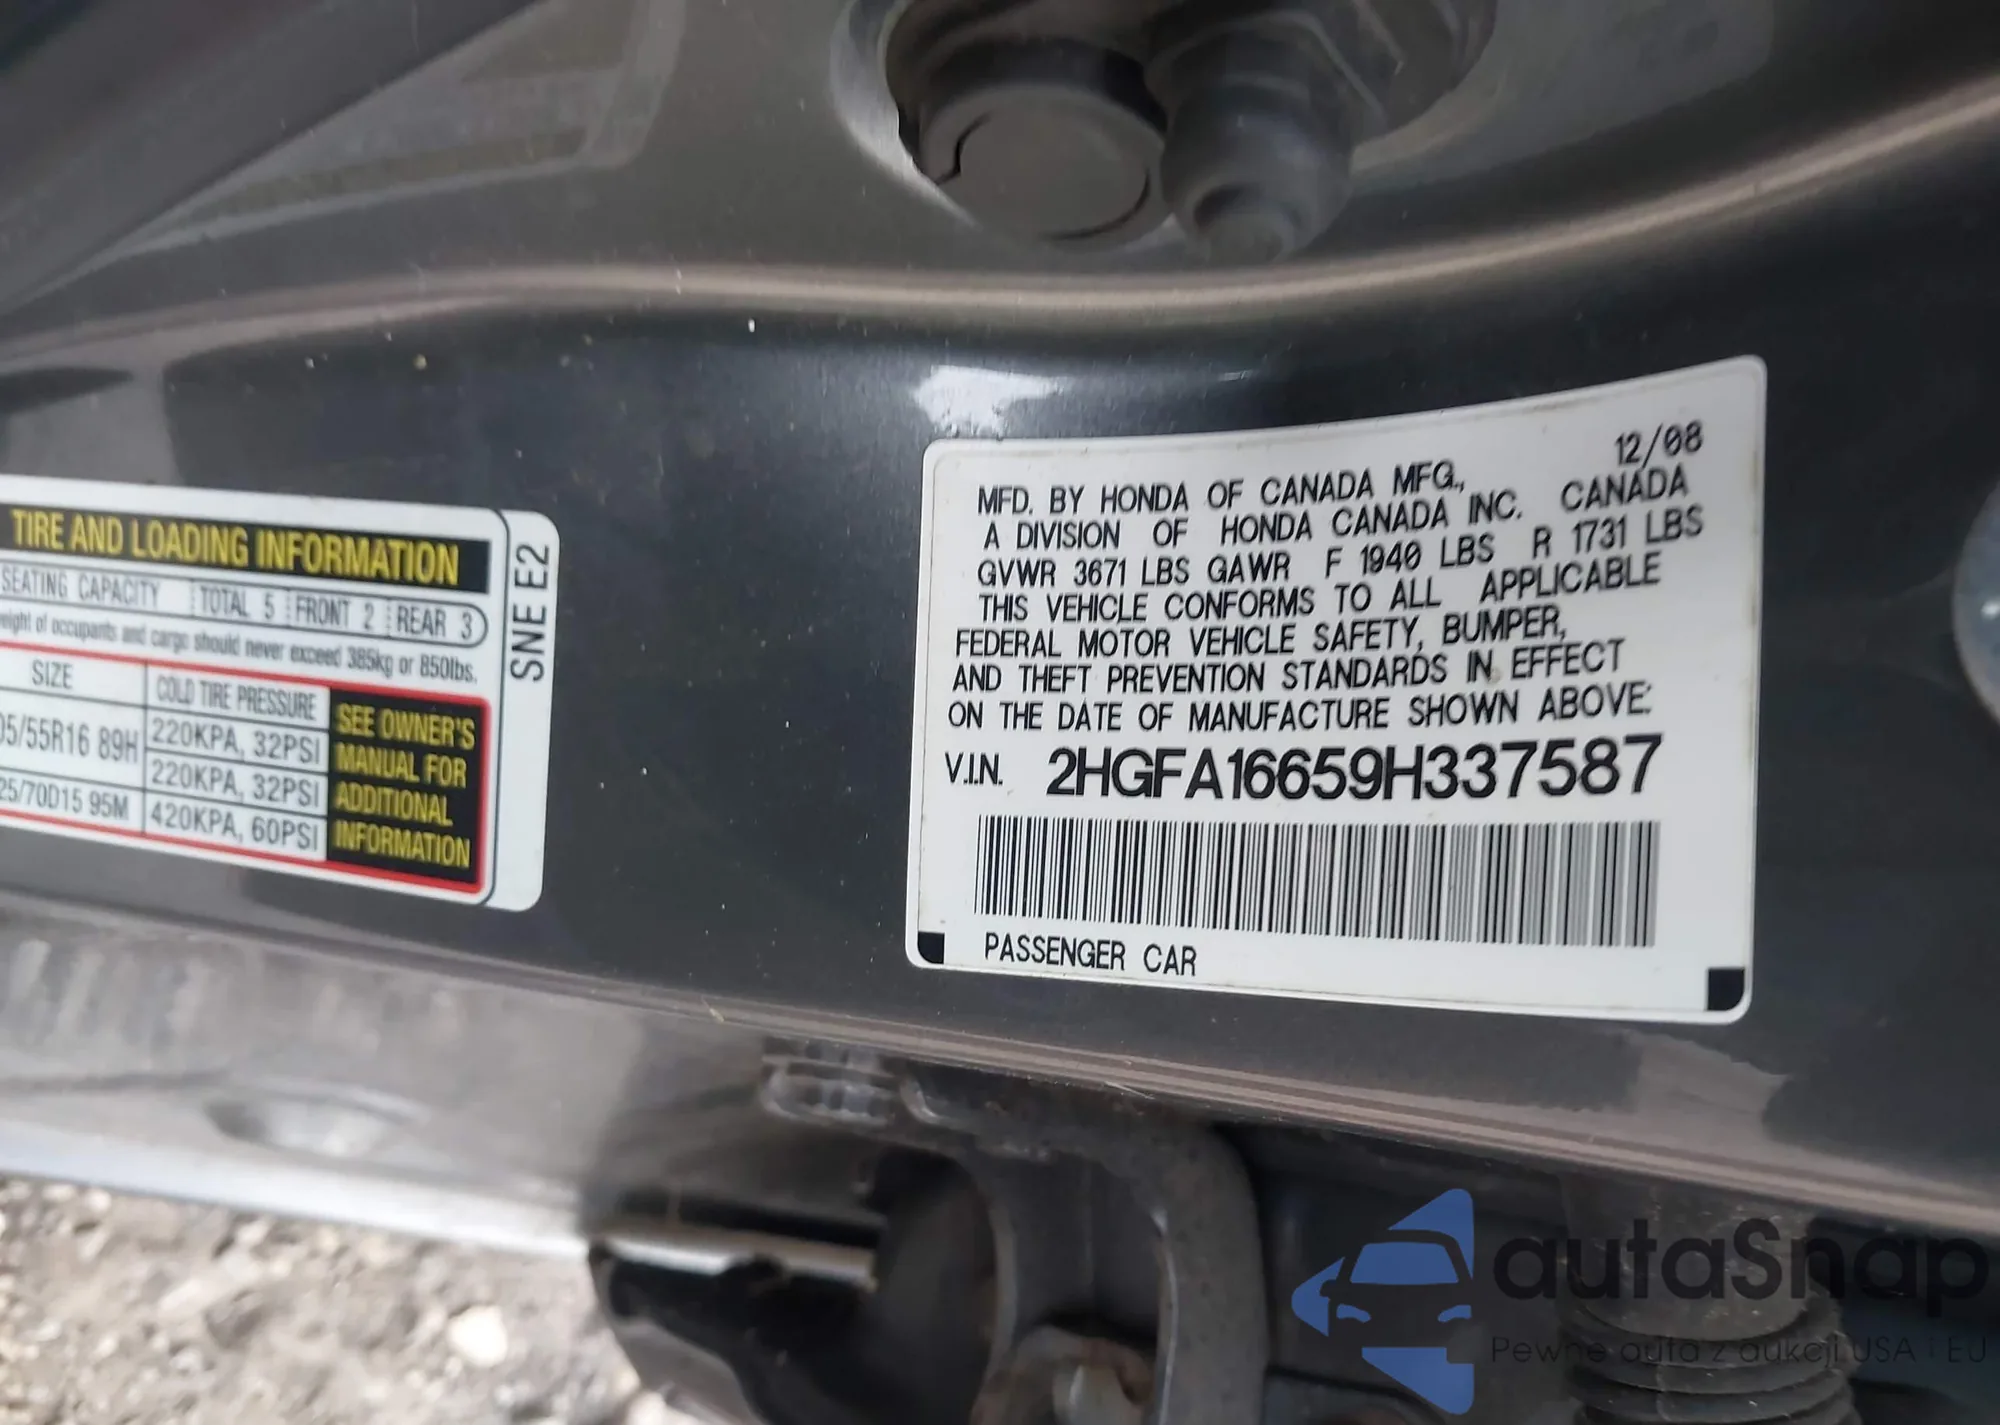 TIRE AND LOADING INFORMATION
SEATING CAPACITY TOTAL 5 FRONT 2 REAR 3
of occupants and cargo should never exceed 385kg or 850lbs.
SIZE COLD TIRE PRESSURE
05/55R16 89H 220KPA, 32PSI
220KPA, 32PSI
25/70D15 95M 420KPA, 60PSI
SEE OWNER'S
MANUAL FOR
ADDITIONAL
INFORMATION
SNE E2
12/08
MFD. BY HONDA OF CANADA MFG.,
A DIVISION OF HONDA CANADA INC. CANADA
GVWR 3671 LBS GAWR F 1940 LBS R 1731 LBS
THIS VEHICLE CONFORMS TO ALL APPLICABLE
FEDERAL MOTOR VEHICLE SAFETY, BUMPER,
AND THEFT PREVENTION STANDARDS IN EFFECT
ON THE DATE OF MANUFACTURE SHOWN ABOVE:
V.I.N. 2HGFA16659H337587
PASSENGER CAR
autaSnap
Pewne auta z aukcji USA i EU